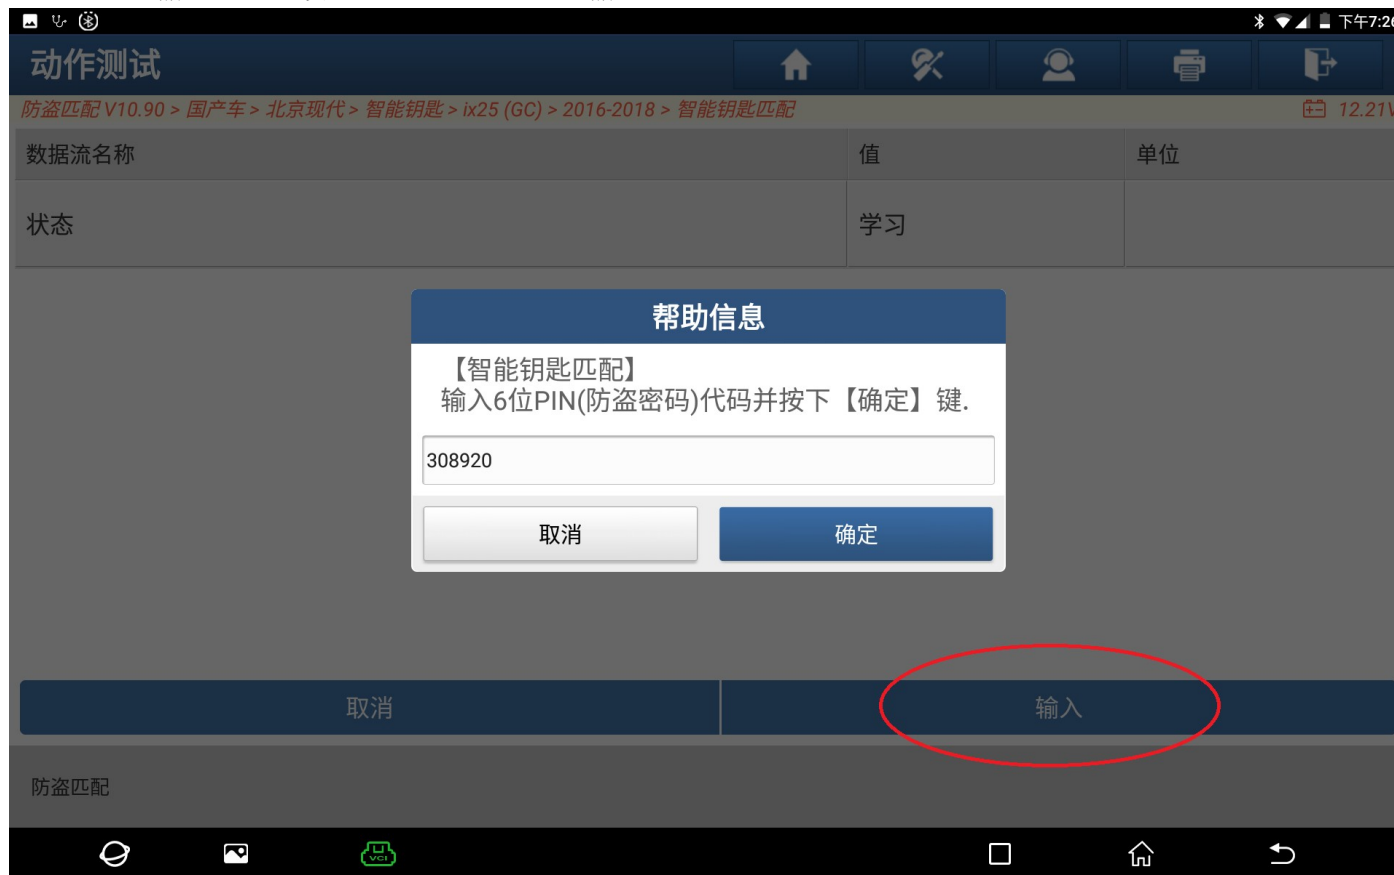 下午7:26
动作测试
防盗匹配 V10.90 > 国产车 > 北京现代 > 智能钥匙 > ix25 (GC) > 2016-2018 > 智能钥匙匹配
12.21V
数据流名称 值 单位
状态 学习
帮助信息
【智能钥匙匹配】
输入6位PIN(防盗密码)代码并按下【确定】键.
308920
取消 确定
取消 输入
防盗匹配
VCI